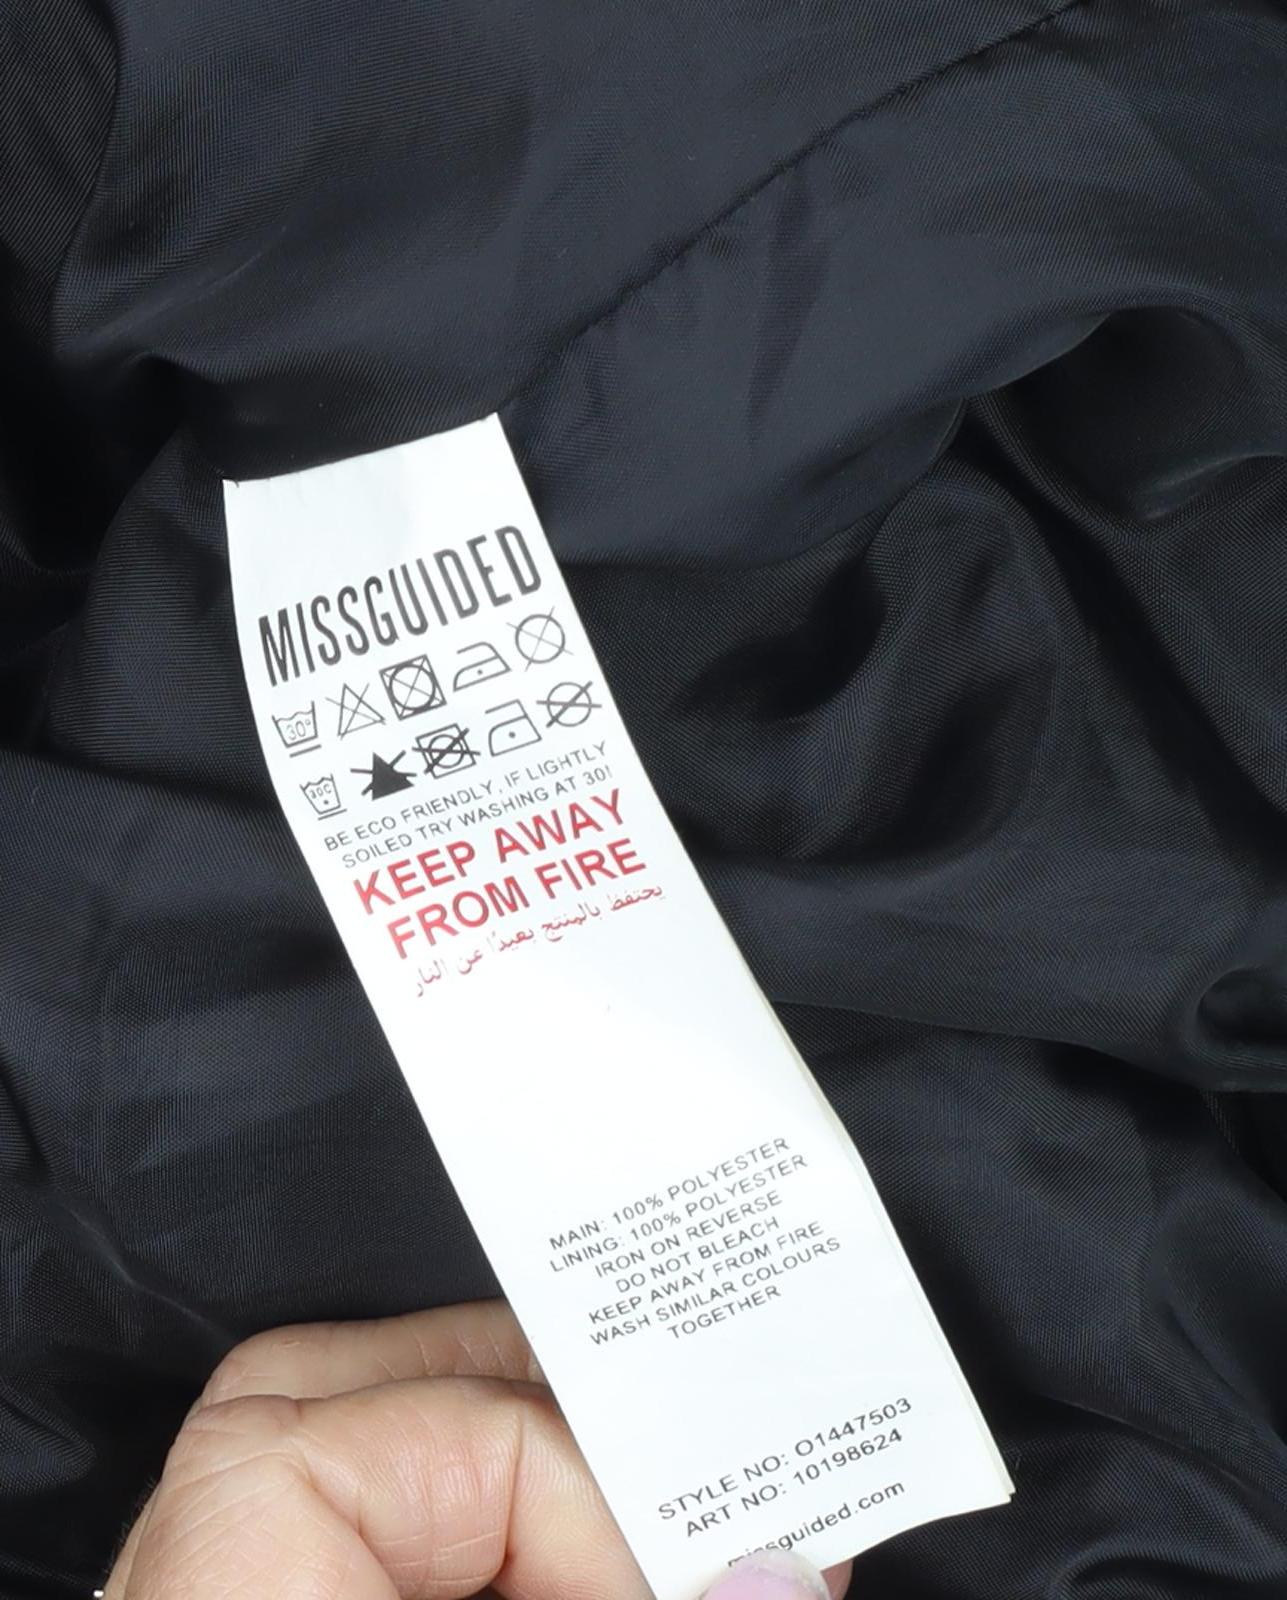 MISSGUIDED
30°
30C
BE ECO FRIENDLY, IF LIGHTLY
SOILED TRY WASHING AT 30!
KEEP AWAY
FROM FIRE
يحتفظ بالمنتج بعيدًا عن النار
MAIN: 100% POLYESTER
LINING: 100% POLYESTER
IRON ON REVERSE
DO NOT BLEACH
KEEP AWAY FROM FIRE
WASH SIMILAR COLOURS
TOGETHER
STYLE NO: O1447503
ART NO: 10198624
missguided.com